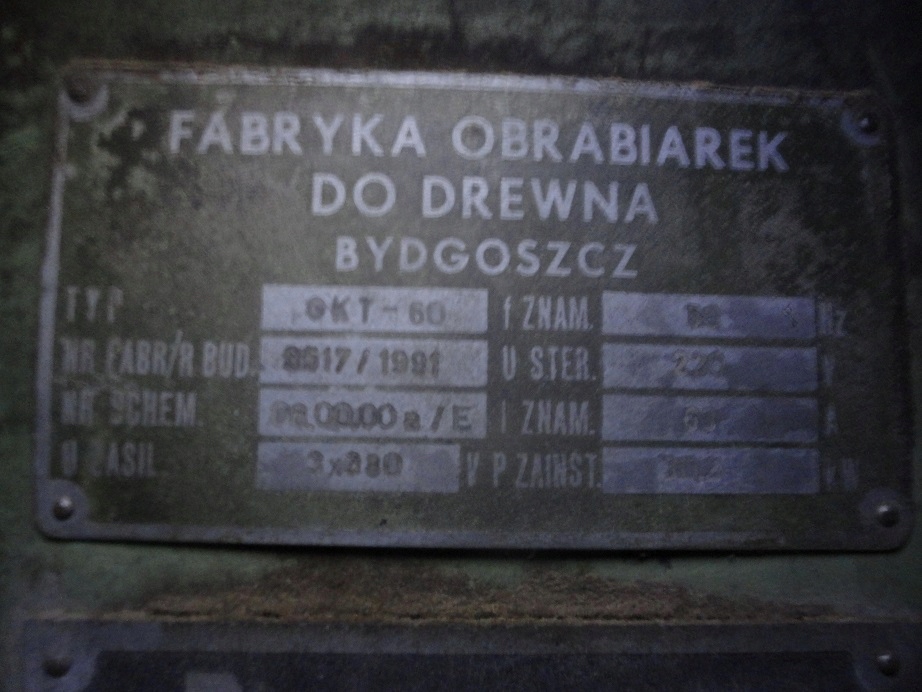 FABRYKA OBRABIAREK
DO DREWNA
BYDGOSZCZ
TYP GKT-60 f ZNAM. Hz
NR FABR/R BUD. 8517/1991 U STER. 220 V
NR SCHEM. I ZNAM. A
U ZASIL 3x380 V P ZAINST. kW